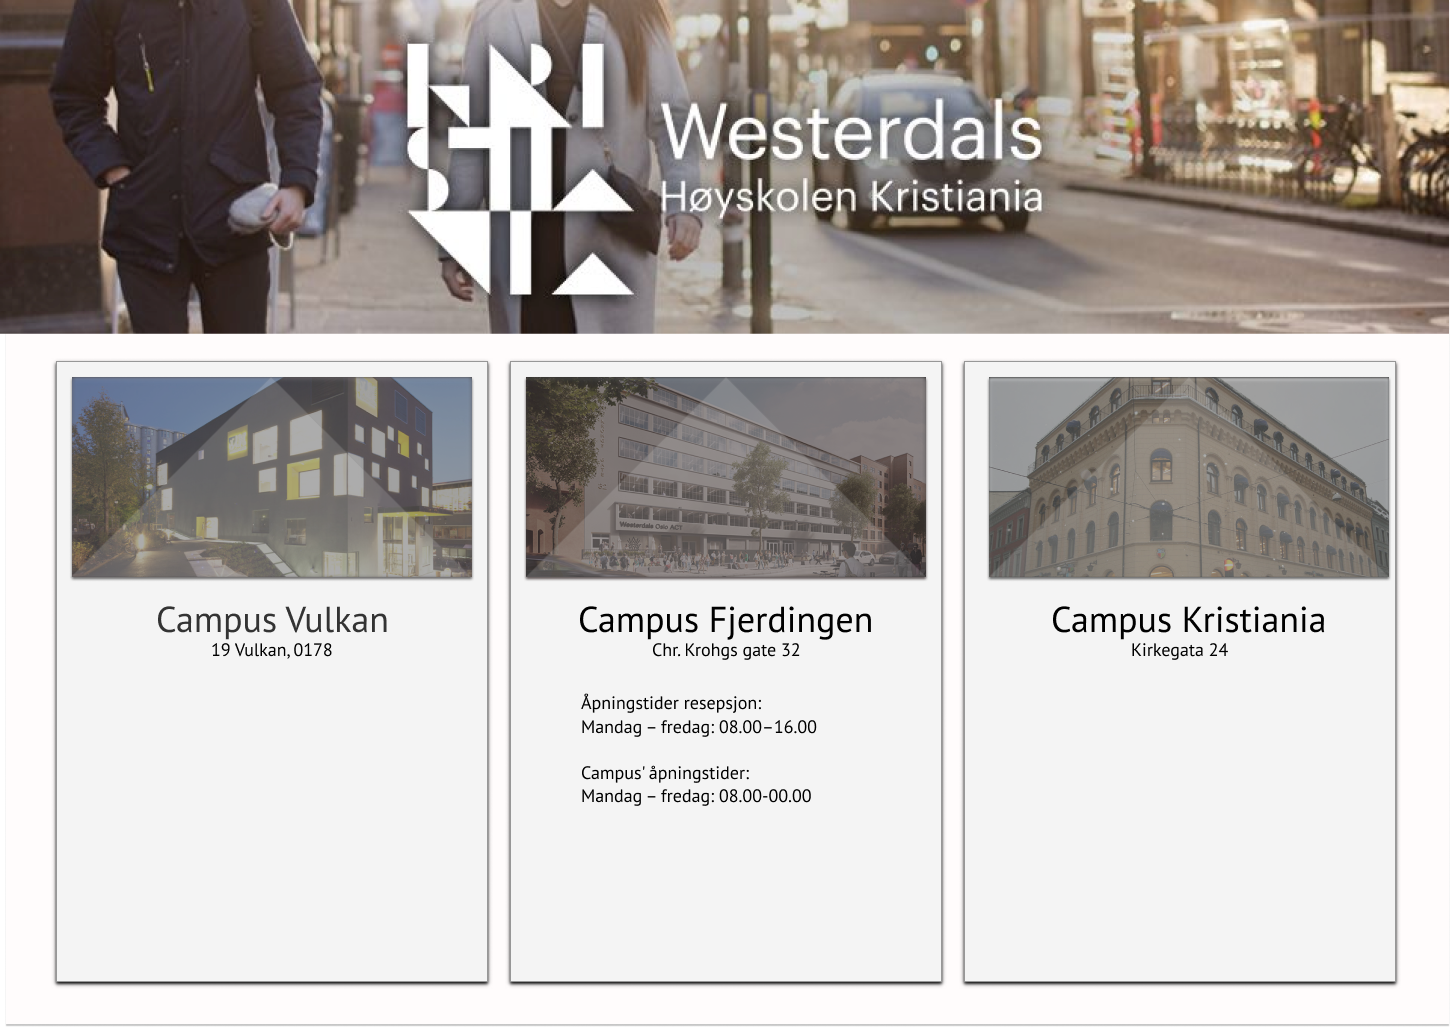 Westerdals
Høyskolen Kristiania
Campus Vulkan
19 Vulkan, 0178
Westerdals Oslo ACT
Campus Fjerdingen
Chr. Krohgs gate 32
Åpningstider resepsjon:
Mandag – fredag: 08.00–16.00
Campus' åpningstider:
Mandag – fredag: 08.00-00.00
Campus Kristiania
Kirkegata 24